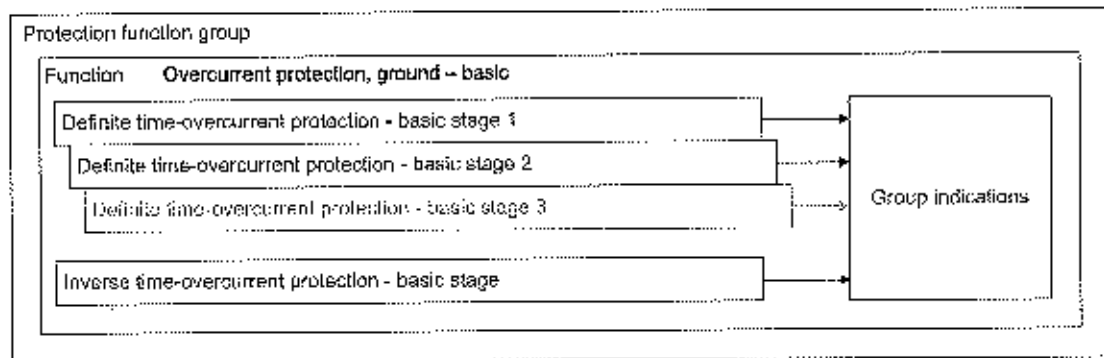 Protection function group
Function Overcurrent protection, ground – basic
Definite time-overcurrent protection - basic stage 1
Definite time-overcurrent protection - basic stage 2
Definite time-overcurrent protection - basic stage 3
Group indications
Inverse time-overcurrent protection - basic stage